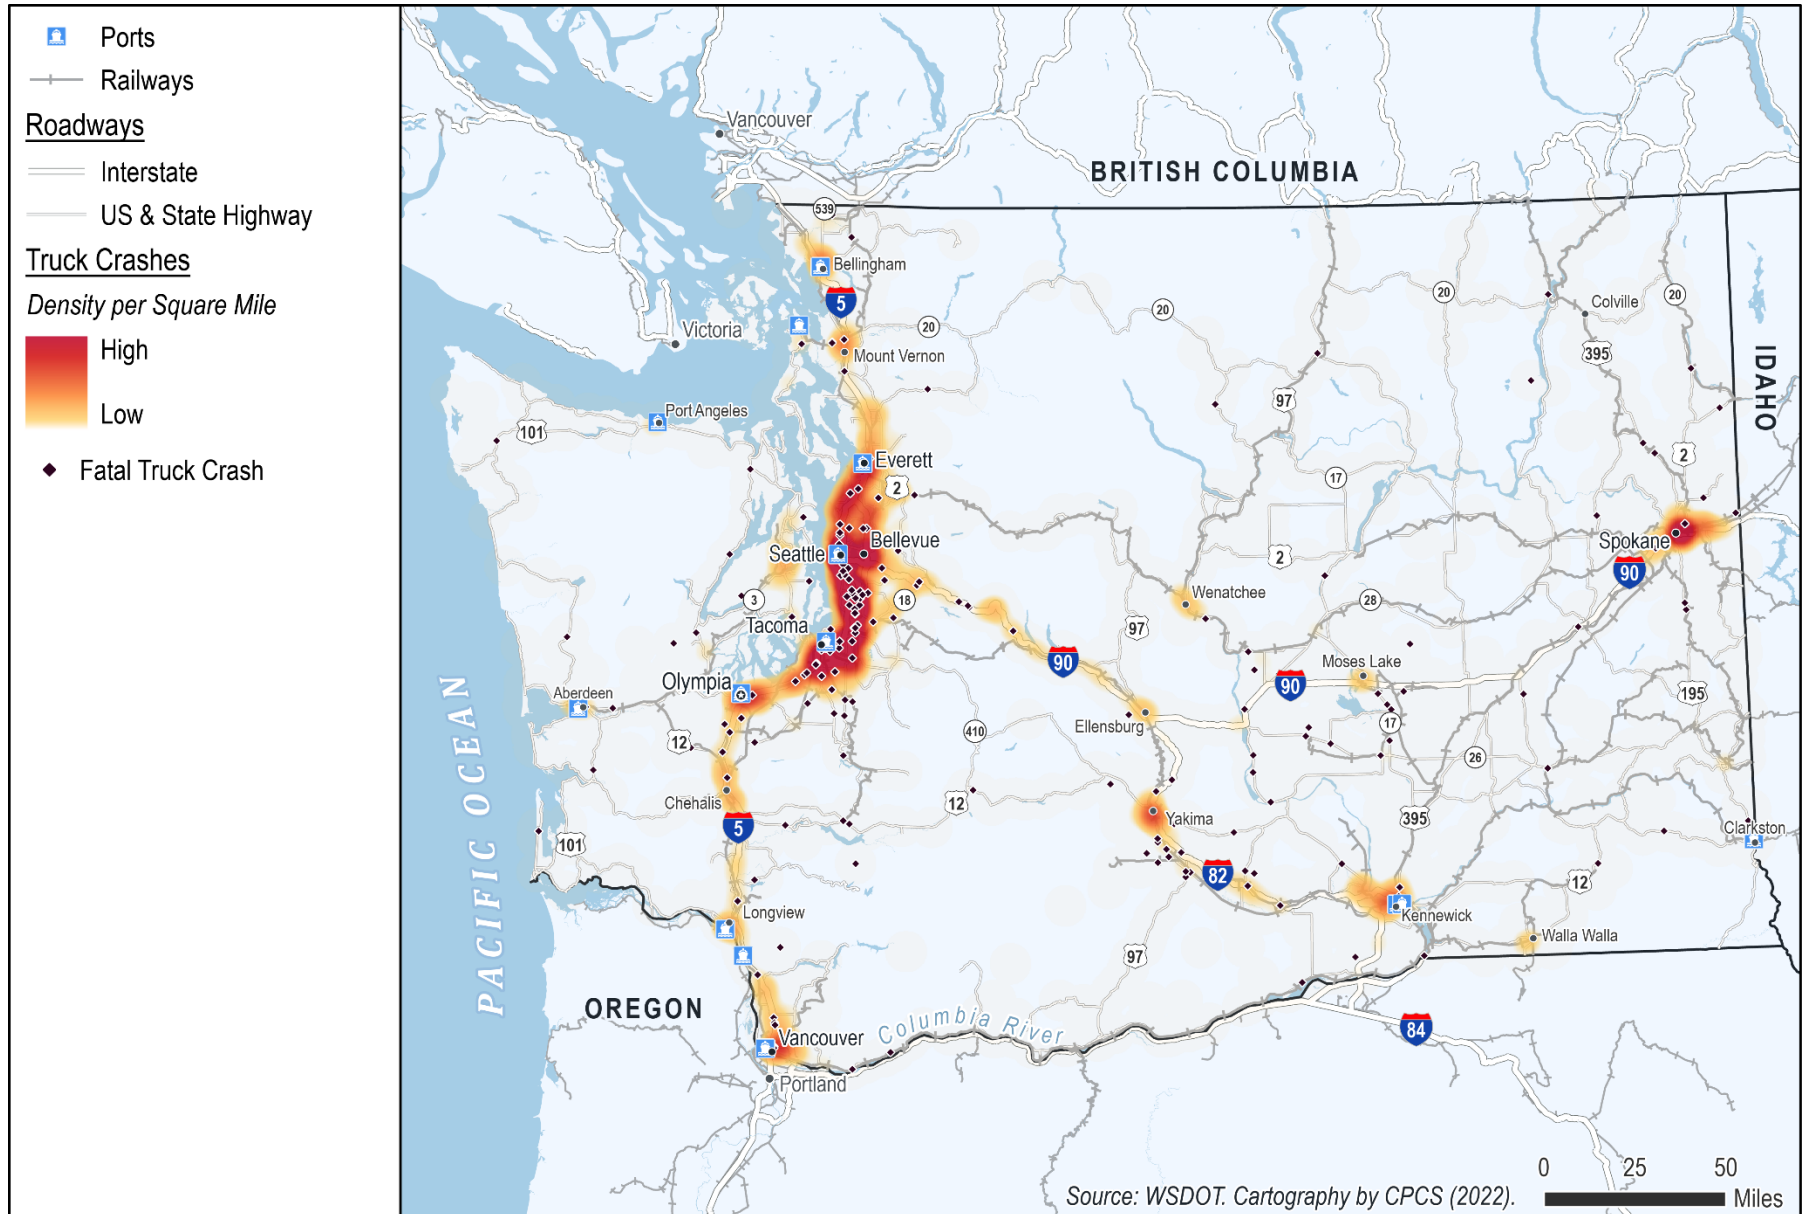 Ports
Railways
Roadways
Interstate
US & State Highway
Truck Crashes
Density per Square Mile
High
Low
Fatal Truck Crash
Vancouver
BRITISH COLUMBIA
539
Bellingham
5
20
20
20
20
Colville
Victoria
Mount Vernon
395
IDAHO
97
Port Angeles
101
2
Everett
2
17
Seattle
Bellevue
Spokane
2
90
3
18
Wenatchee
28
Tacoma
97
90
Moses Lake
90
Olympia
195
Aberdeen
Ellensburg
17
12
410
26
PACIFIC OCEAN
Chehalis
12
5
Yakima
395
Clarkston
101
82
12
Longview
Kennewick
Walla Walla
97
OREGON
Columbia River
84
Vancouver
Portland
0 25 50
Miles
Source: WSDOT. Cartography by CPCS (2022).